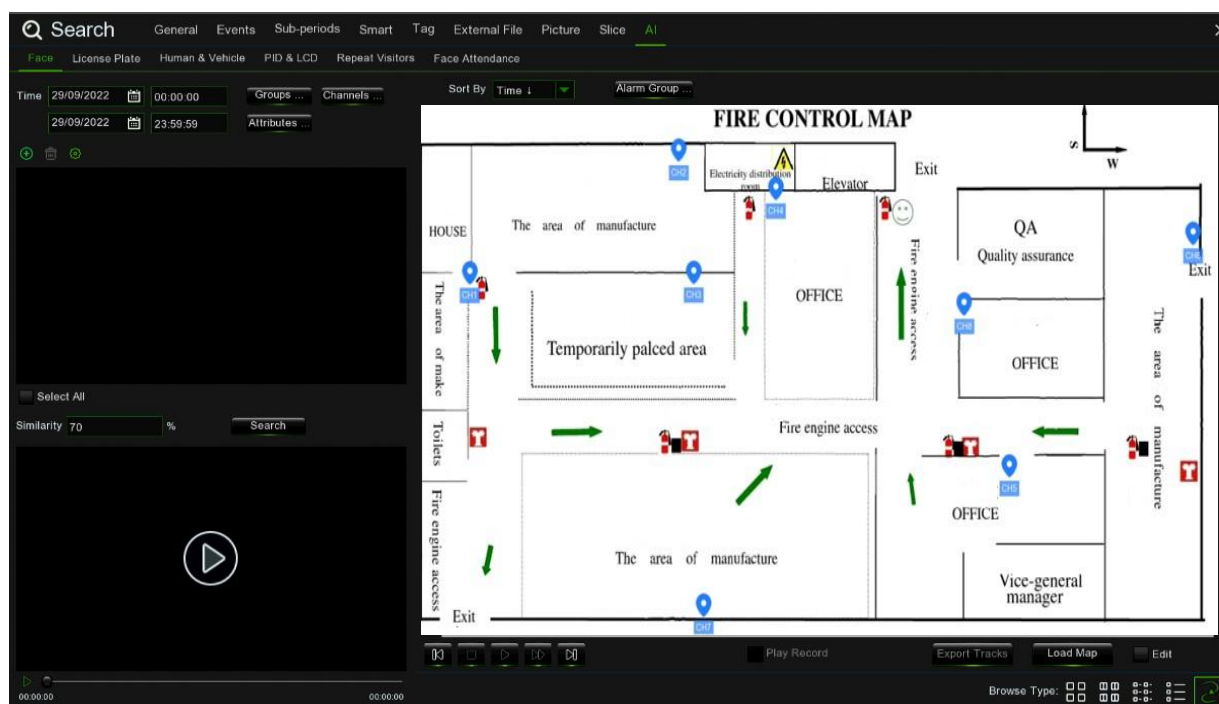 Search General Events Sub-periods Smart Tag External File Picture Slice AI
Face License Plate Human & Vehicle PID & LCD Repeat Visitors Face Attendance
Time 29/09/2022 00:00:00 Groups ... Channels ...
29/09/2022 23:59:59 Attributes ...
Select All
Similarity 70 % Search
00:00:00 00:00:00
Sort By Time ↓ Alarm Group ...
FIRE CONTROL MAP
S
W
CH2
Electricity distribution
room
CH4
Elevator
Exit
HOUSE
The area of manufacture
QA
Quality assurance
Exit
CH1
CH3
OFFICE
Fire engine access
CH8
The area of make
Temporarily palced area
OFFICE
The area of manufacture
Toilets
Fire engine access
CH5
OFFICE
Fire engine access
The area of manufacture
Vice-general
manager
Exit
CH7
Play Record Export Tracks Load Map Edit
Browse Type: